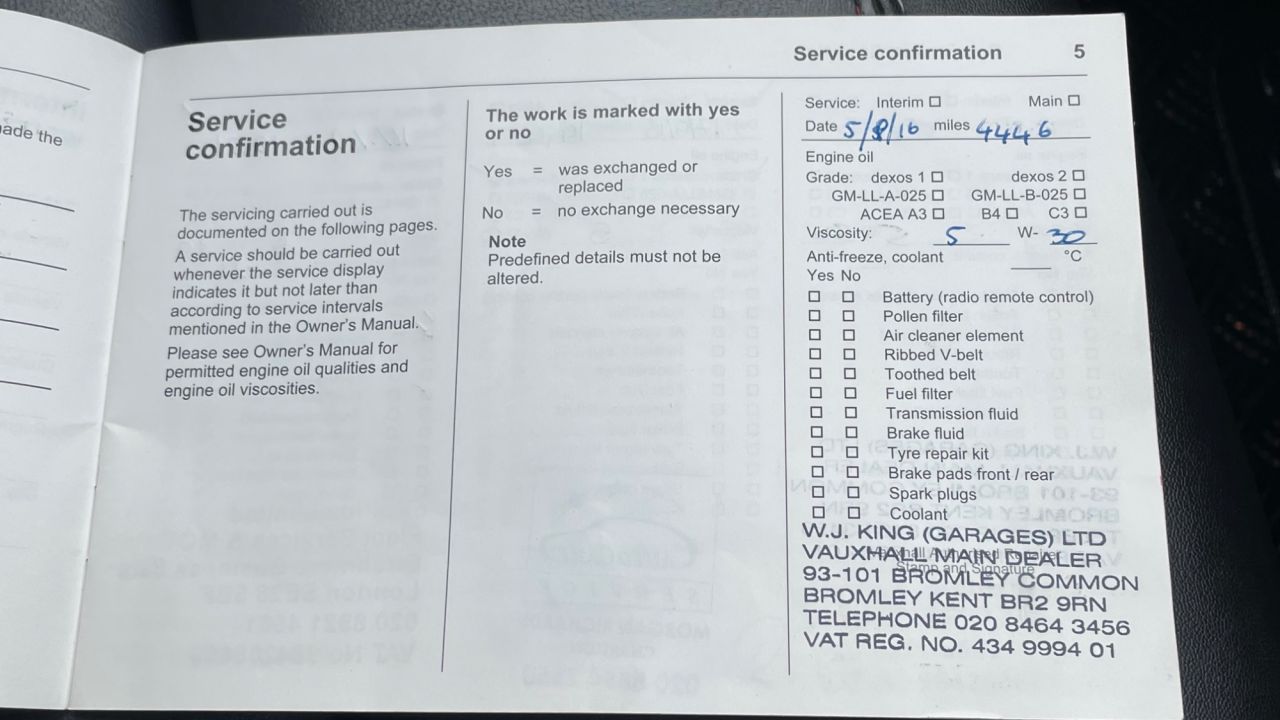 ade the
Service confirmation 5
Service
confirmation
The servicing carried out is
documented on the following pages.
A service should be carried out
whenever the service display
indicates it but not later than
according to service intervals
mentioned in the Owner's Manual.
Please see Owner's Manual for
permitted engine oil qualities and
engine oil viscosities.
The work is marked with yes
or no
Yes = was exchanged or
replaced
No = no exchange necessary
Note
Predefined details must not be
altered.
Service: Interim ☐ Main ☐
Date 5/8/16 miles 4446
Engine oil
Grade: dexos 1 ☐ dexos 2 ☐
GM-LL-A-025 ☐ GM-LL-B-025 ☐
ACEA A3 ☐ B4 ☐ C3 ☐
Viscosity: 5 W- 30
Anti-freeze, coolant °C
Yes No
☐ ☐ Battery (radio remote control)
☐ ☐ Pollen filter
☐ ☐ Air cleaner element
☐ ☐ Ribbed V-belt
☐ ☐ Toothed belt
☐ ☐ Fuel filter
☐ ☐ Transmission fluid
☐ ☐ Brake fluid
☐ ☐ Tyre repair kit
☐ ☐ Brake pads front / rear
☐ ☐ Spark plugs
☐ ☐ Coolant
Vauxhall Authorised Repairer
Stamp and Signature
W.J. KING (GARAGES) LTD
VAUXHALL MAIN DEALER
93-101 BROMLEY COMMON
BROMLEY KENT BR2 9RN
TELEPHONE 020 8464 3456
VAT REG. NO. 434 9994 01